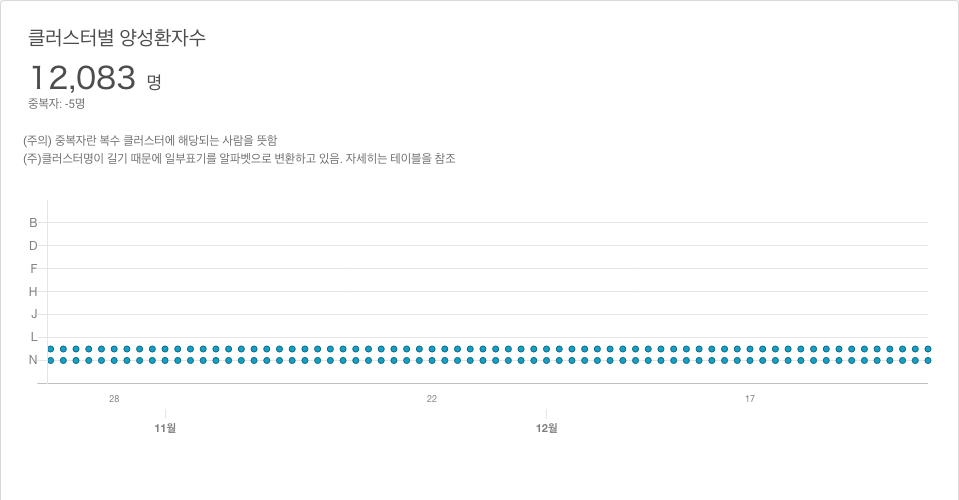 클러스터별 양성환자수
12,083 명
중복자: -5명
(주의) 중복자란 복수 클러스터에 해당되는 사람을 뜻함
(주)클러스터명이 길기 때문에 일부표기를 알파벳으로 변환하고 있음. 자세히는 테이블을 참조
B
D
F
H
J
L
N
28 22 17
11월 12월